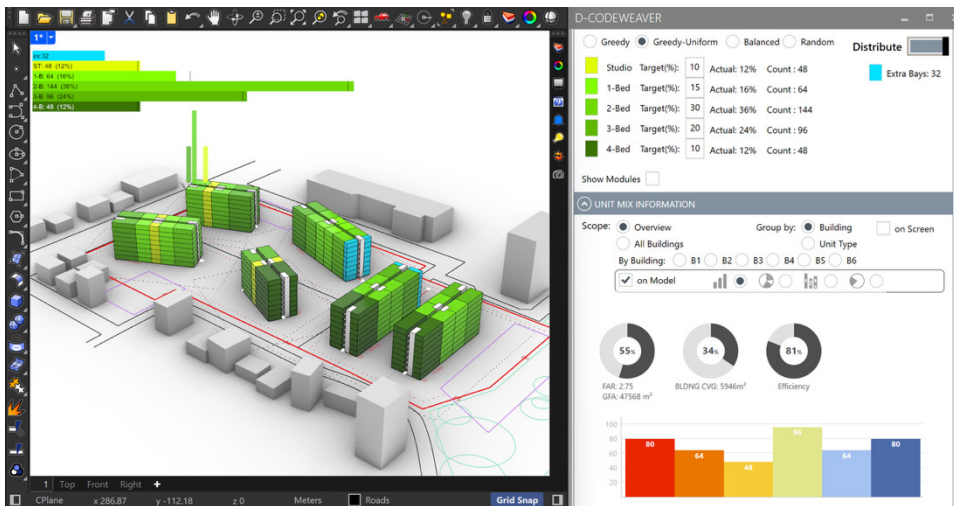 D-CODEWEAVER
1*
ex:32
ST: 48 (12%)
1-B: 64 (16%)
2-B: 144 (36%)
3-B: 96 (24%)
4-B: 48 (12%)
Greedy Greedy-Uniform Balanced Random Distribute
Studio Target(%): 10 Actual: 12% Count : 48 Extra Bays: 32
1-Bed Target(%): 15 Actual: 16% Count : 64
2-Bed Target(%): 30 Actual: 36% Count : 144
3-Bed Target(%): 20 Actual: 24% Count : 96
4-Bed Target(%): 10 Actual: 12% Count : 48
Show Modules
UNIT MIX INFORMATION
Scope: Overview Group by: Building on Screen
All Buildings Unit Type
By Building: B1 B2 B3 B4 B5 B6
on Model
55% 34% 81%
FAR: 2.75 BLDNG CVG: 5946m² Efficiency
GFA: 47568 m²
100
80
60
40
20
80 64 48 96 64 80
1 Top Front Right
CPlane x 286.87 y -112.18 z 0 Meters Roads Grid Snap